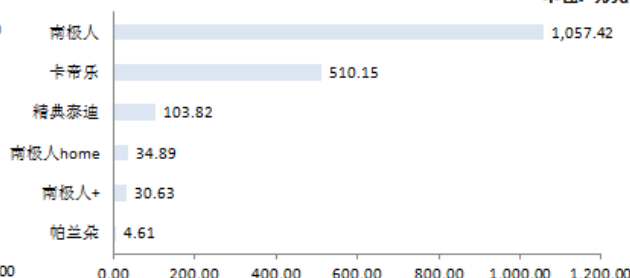 南极人 1,057.42
卡帝乐 510.15
精典泰迪 103.82
南极人home 34.89
南极人+ 30.63
帕兰朵 4.61
0.00 200.00 400.00 600.00 800.00 1,000.00 1,200.00